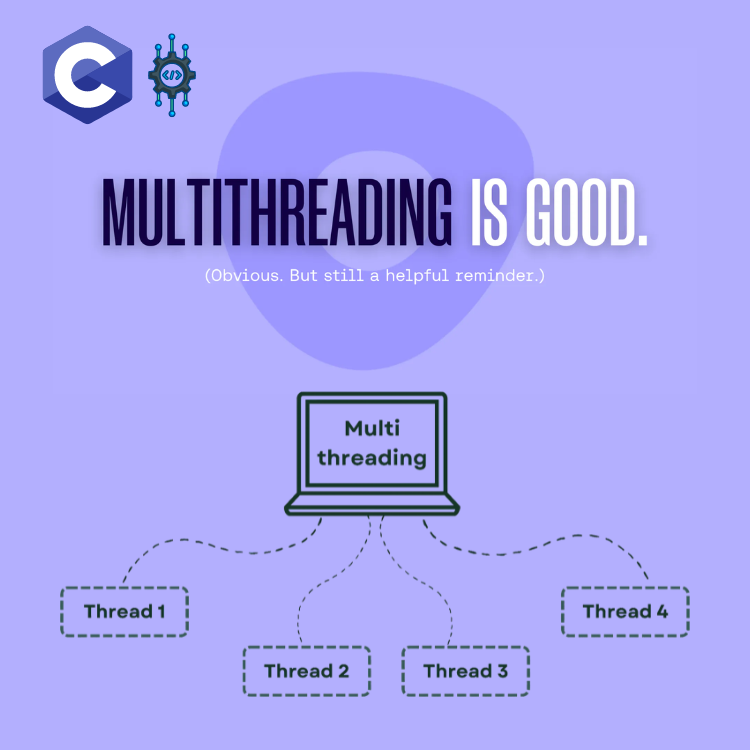 C
</>
MULTITHREADING IS GOOD.
(Obvious. But still a helpful reminder.)
Multi
threading
Thread 1
Thread 4
Thread 2
Thread 3